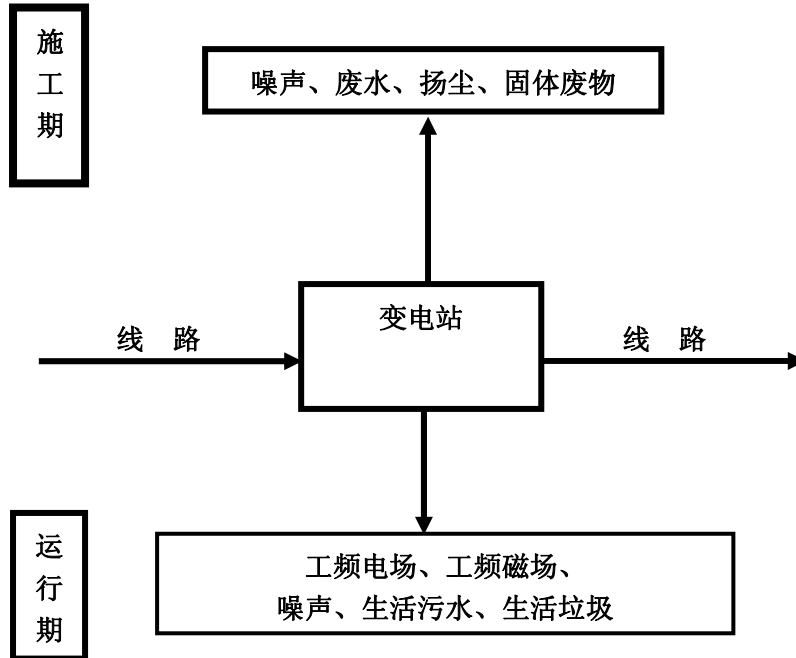 施工期
噪声、废水、扬尘、固体废物
变电站
线 路
线 路
运行期
工频电场、工频磁场、
噪声、生活污水、生活垃圾